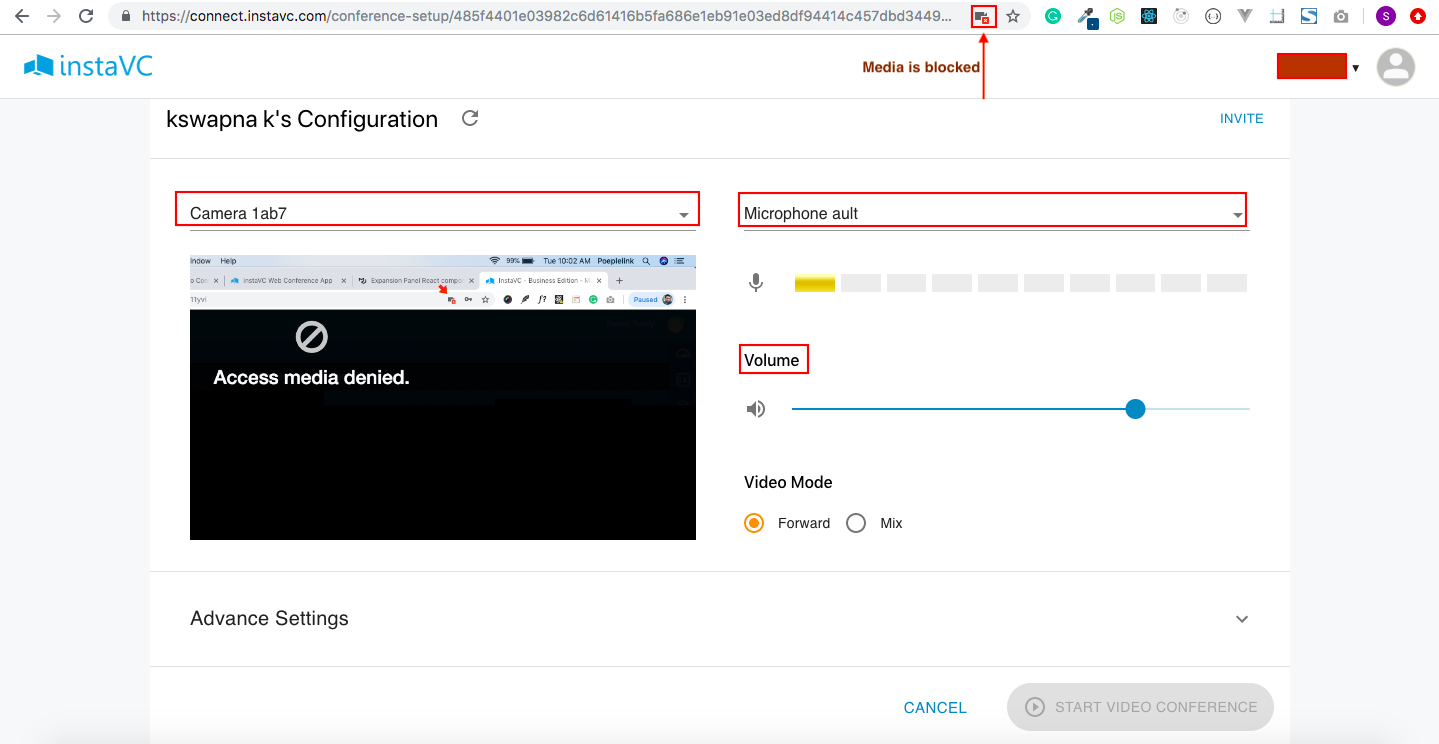 https://connect.instavc.com/conference-setup/485f4401e03982c6d61416b5fa686e1eb91e03ed8df94414c457dbd3449...
S
instaVC
Media is blocked
kswapna k's Configuration
INVITE
Camera 1ab7
Microphone ault
ndow Help 99% Tue 10:02 AM Poeplelink
o Con InstaVC Web Conference App Expansion Panel React compo InstaVC - Business Edition - M
11yvi f? Paused
Access media denied.
Volume
Video Mode
Forward Mix
Advance Settings
CANCEL
START VIDEO CONFERENCE